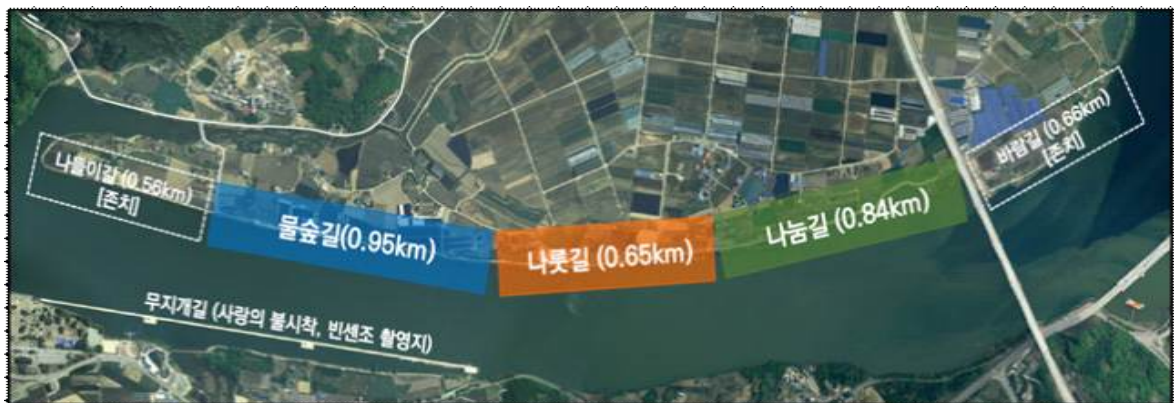 나들이길 (0.56km)
[존치]
물숲길(0.95km)
나룻길 (0.65km)
나눔길 (0.84km)
바람길 (0.66km)
[존치]
무지개길 (사랑의 불시착, 빈센조 촬영지)